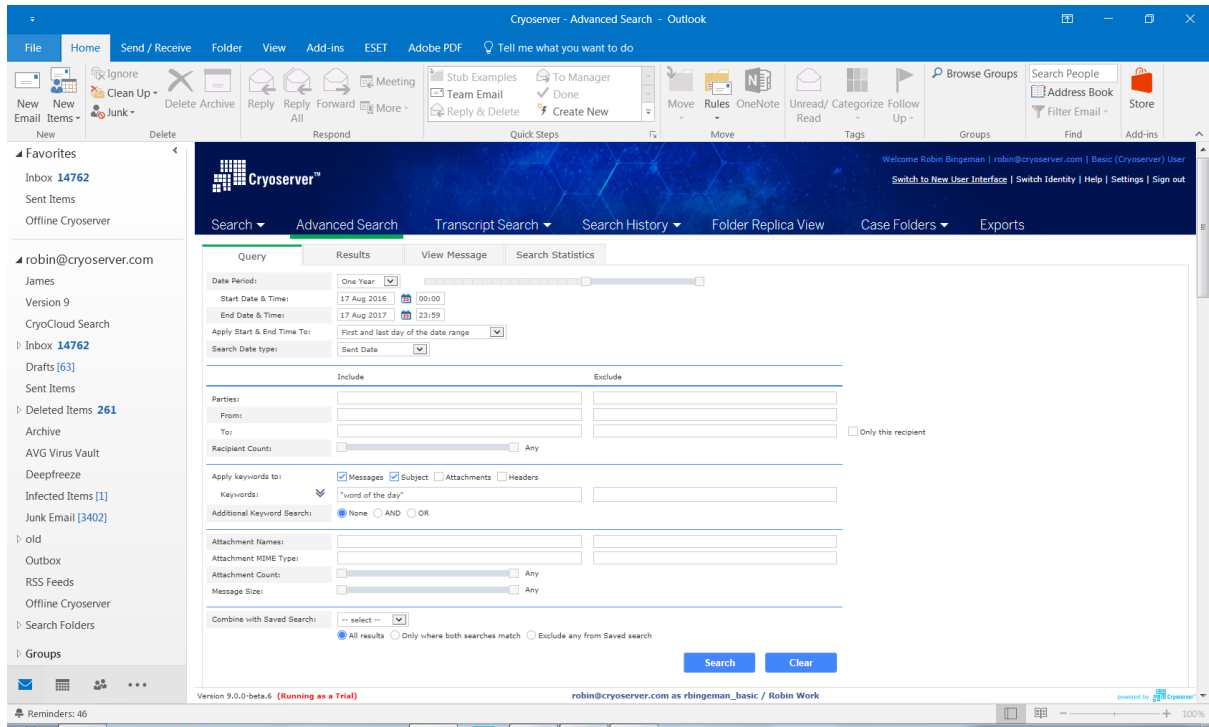 Cryoserver - Advanced Search - Outlook
File Home Send / Receive Folder View Add-ins ESET Adobe PDF Tell me what you want to do
New Email
New Items
Ignore
Clean Up
Junk
Delete
Archive
Reply
Reply All
Forward
Meeting
More
Stub Examples
To Manager
Team Email
Done
Reply & Delete
Create New
Move
Rules
OneNote
Unread/ Read
Categorize
Follow Up
Browse Groups
Search People
Address Book
Filter Email
Store
New Delete Respond Quick Steps Move Tags Groups Find Add-ins
Favorites
Inbox 14762
Sent Items
Offline Cryoserver
robin@cryoserver.com
James
Version 9
CryoCloud Search
Inbox 14762
Drafts [63]
Sent Items
Deleted Items 261
Archive
AVG Virus Vault
Deepfreeze
Infected Items [1]
Junk Email [3402]
old
Outbox
RSS Feeds
Offline Cryoserver
Search Folders
Groups
Reminders: 46
Cryoserver™
Welcome Robin Bingeman | robin@cryoserver.com | Basic (Cryoserver) User
Switch to New User Interface | Switch Identity | Help | Settings | Sign out
Search Advanced Search Transcript Search Search History Folder Replica View Case Folders Exports
Query Results View Message Search Statistics
Date Period: One Year
Start Date & Time: 17 Aug 2016 00:00
End Date & Time: 17 Aug 2017 23:59
Apply Start & End Time To: First and last day of the date range
Search Date type: Sent Date
Include Exclude
Parties:
From:
To: Only this recipient
Recipient Count: Any
Apply keywords to: Messages Subject Attachments Headers
Keywords: "word of the day"
Additional Keyword Search: None AND OR
Attachment Names:
Attachment MIME Type:
Attachment Count: Any
Message Size: Any
Combine with Saved Search: -- select --
All results Only where both searches match Exclude any from Saved search
Search Clear
Version 9.0.0-beta.6 (Running as a Trial) robin@cryoserver.com as rbingeman_basic / Robin Work powered by Cryoserver
100%